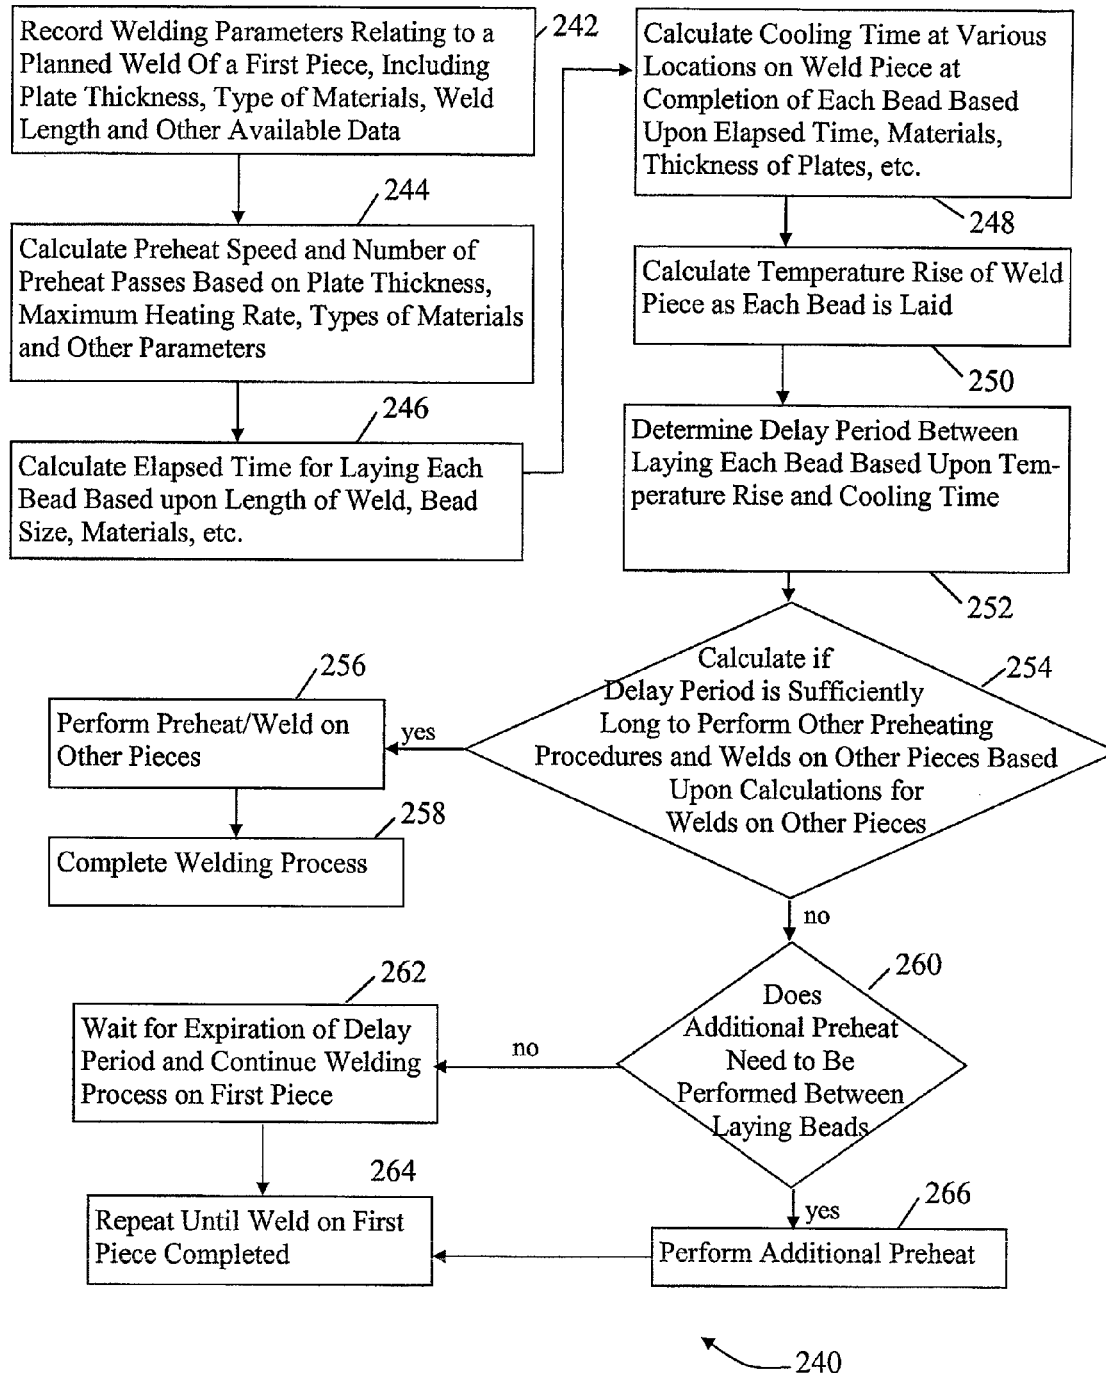 Record Welding Parameters Relating to a
Planned Weld Of a First Piece, Including
Plate Thickness, Type of Materials, Weld
Length and Other Available Data
242
244
Calculate Preheat Speed and Number of
Preheat Passes Based on Plate Thickness,
Maximum Heating Rate, Types of Materials
and Other Parameters
246
Calculate Elapsed Time for Laying Each
Bead Based upon Length of Weld, Bead
Size, Materials, etc.
Calculate Cooling Time at Various
Locations on Weld Piece at
Completion of Each Bead Based
Upon Elapsed Time, Materials,
Thickness of Plates, etc.
248
Calculate Temperature Rise of Weld
Piece as Each Bead is Laid
250
Determine Delay Period Between
Laying Each Bead Based Upon Tem-
perature Rise and Cooling Time
252
254
Calculate if
Delay Period is Sufficiently
Long to Perform Other Preheating
Procedures and Welds on Other Pieces Based
Upon Calculations for
Welds on Other Pieces
yes
256
Perform Preheat/Weld on
Other Pieces
258
Complete Welding Process
no
260
Does
Additional Preheat
Need to Be
Performed Between
Laying Beads
no
262
Wait for Expiration of Delay
Period and Continue Welding
Process on First Piece
264
Repeat Until Weld on First
Piece Completed
yes
266
Perform Additional Preheat
240